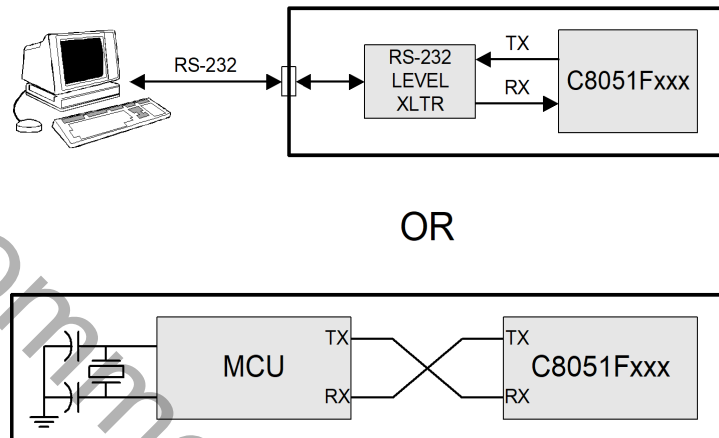 RS-232
RS-232
LEVEL
XLTR
TX
RX
C8051Fxxx
OR
MCU
TX
RX
TX
RX
C8051Fxxx